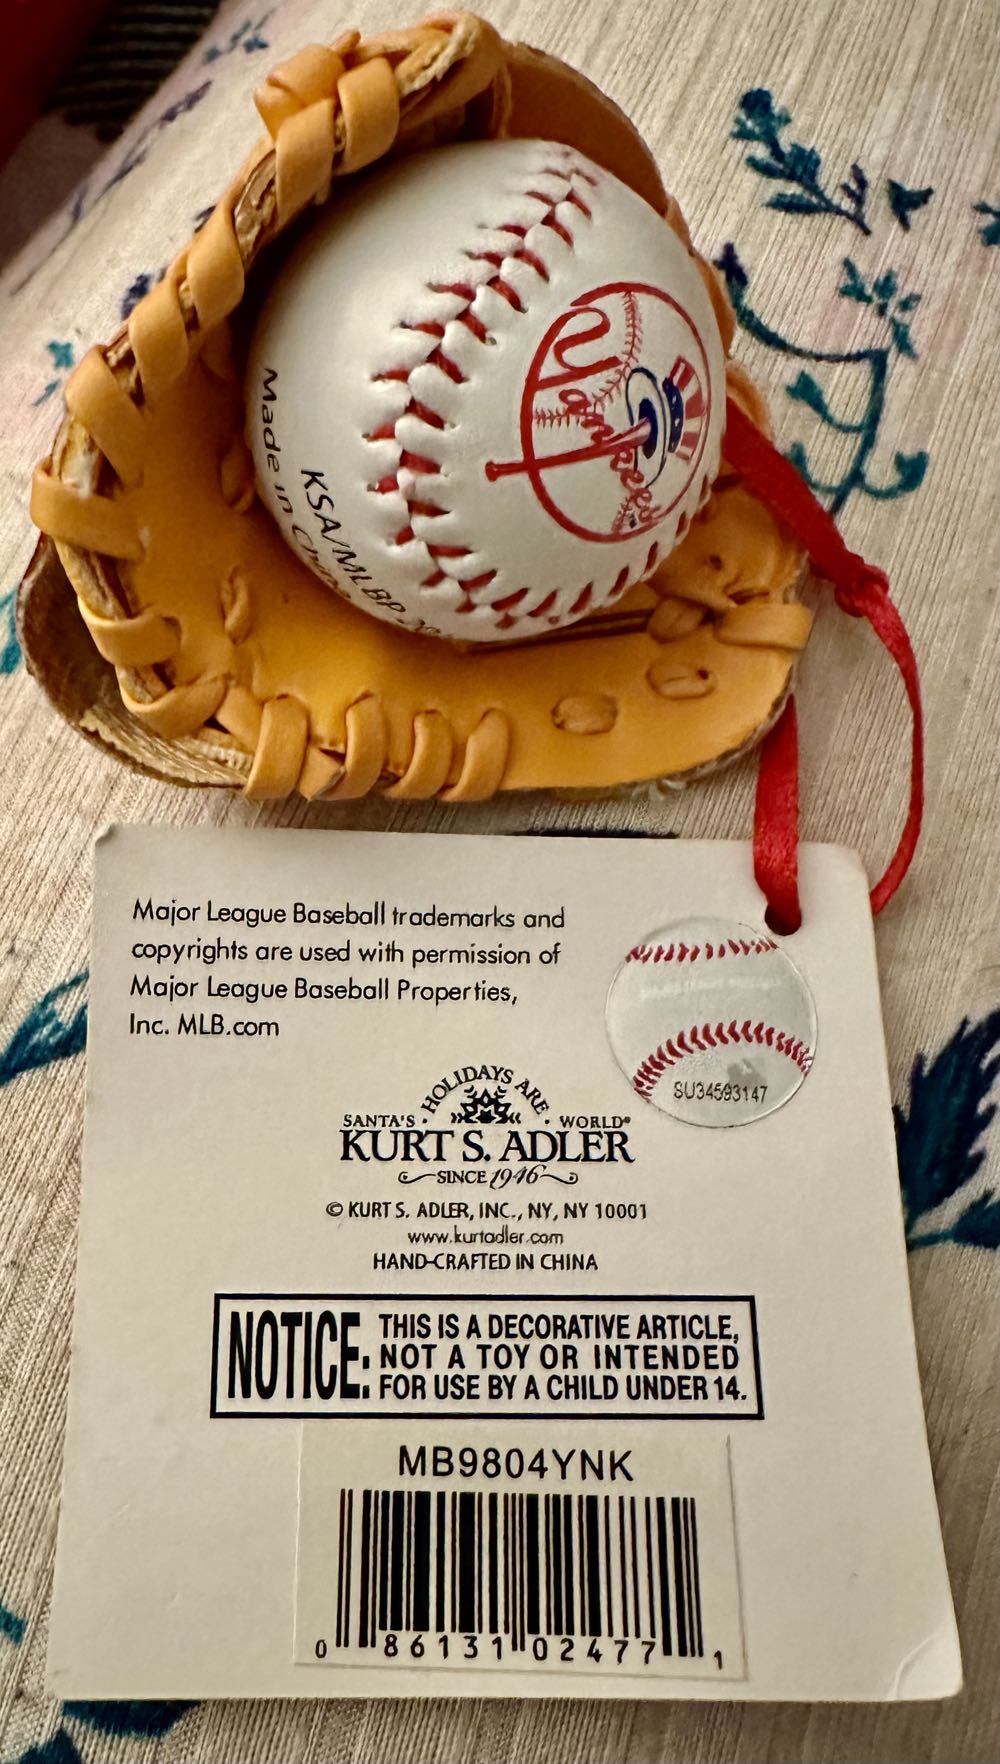 Yankees
KSA/MLBP
Made in
Major League Baseball trademarks and
copyrights are used with permission of
Major League Baseball Properties,
Inc. MLB.com
SU34593147
HOLIDAYS ARE
SANTA'S · · WORLD®
KURT S. ADLER
SINCE 1946
© KURT S. ADLER, INC., NY, NY 10001
www.kurtadler.com
HAND-CRAFTED IN CHINA
NOTICE: THIS IS A DECORATIVE ARTICLE,
NOT A TOY OR INTENDED
FOR USE BY A CHILD UNDER 14.
MB9804YNK
0 86131 02477 1